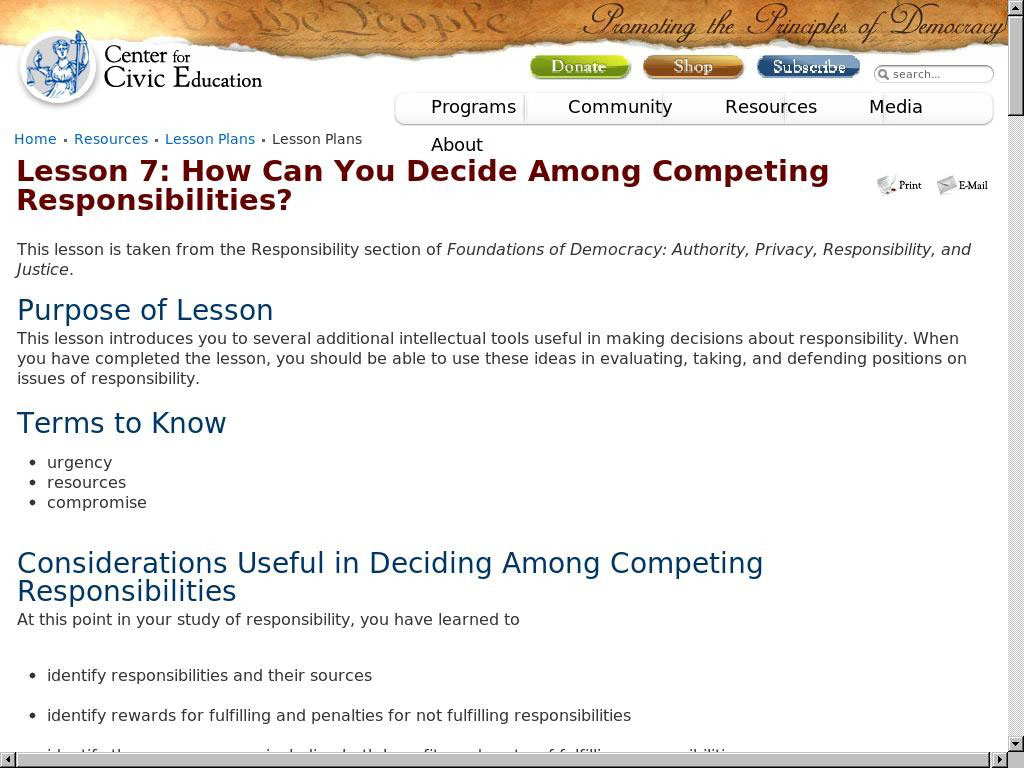 We the People
Promoting the Principles of Democracy
Center for
Civic Education
Donate
Shop
Subscribe
search...
Programs
Community
Resources
Media
About
Home ▪ Resources ▪ Lesson Plans ▪ Lesson Plans
Lesson 7: How Can You Decide Among Competing
Responsibilities?
Print
E-Mail
This lesson is taken from the Responsibility section of Foundations of Democracy: Authority, Privacy, Responsibility, and
Justice.
Purpose of Lesson
This lesson introduces you to several additional intellectual tools useful in making decisions about responsibility. When
you have completed the lesson, you should be able to use these ideas in evaluating, taking, and defending positions on
issues of responsibility.
Terms to Know
• urgency
• resources
• compromise
Considerations Useful in Deciding Among Competing
Responsibilities
At this point in your study of responsibility, you have learned to
• identify responsibilities and their sources
• identify rewards for fulfilling and penalties for not fulfilling responsibilities